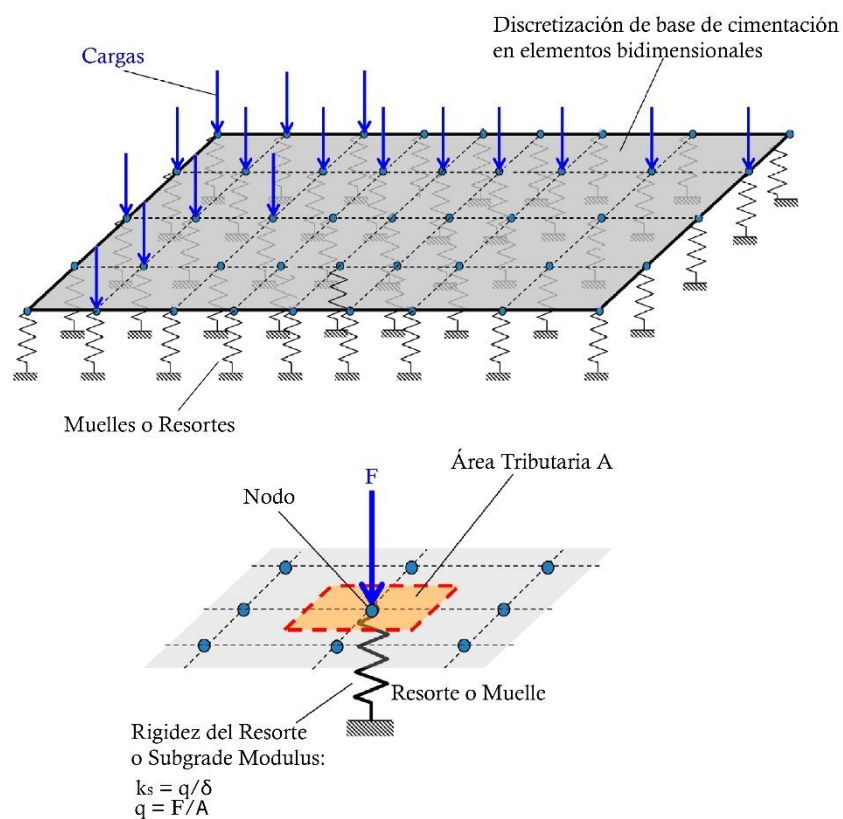 Discretización de base de cimentación
en elementos bidimensionales
Cargas
Muelles o Resortes
Área Tributaria A
F
Nodo
Resorte o Muelle
Rigidez del Resorte
o Subgrade Modulus:
ks = q/δ
q = F/A